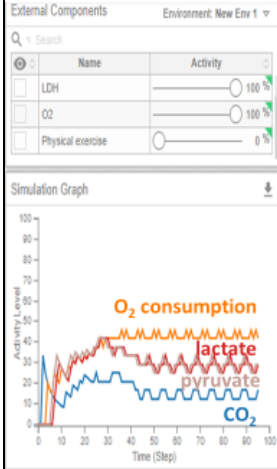 External Components Environment: New Env 1
Search
Name Activity
LDH 100 %
O2 100 %
Physical exercise 0 %
Simulation Graph
Activity Level
100
90
80
70
60
50
40
30
20
10
0
O₂ consumption
lactate
pyruvate
CO₂
0 10 20 30 40 50 60 70 80 90 100
Time (Step)